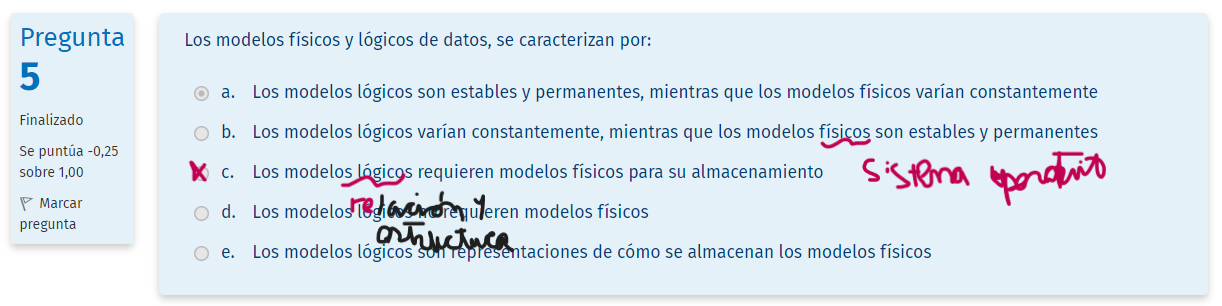 Pregunta
5
Finalizado
Se puntúa -0,25
sobre 1,00
Marcar
pregunta
Los modelos físicos y lógicos de datos, se caracterizan por:
a. Los modelos lógicos son estables y permanentes, mientras que los modelos físicos varían constantemente
b. Los modelos lógicos varían constantemente, mientras que los modelos físicos son estables y permanentes
c. Los modelos lógicos requieren modelos físicos para su almacenamiento
sistema operativo
d. Los modelos lógicos no requieren modelos físicos
relación y
estructura
e. Los modelos lógicos son representaciones de cómo se almacenan los modelos físicos